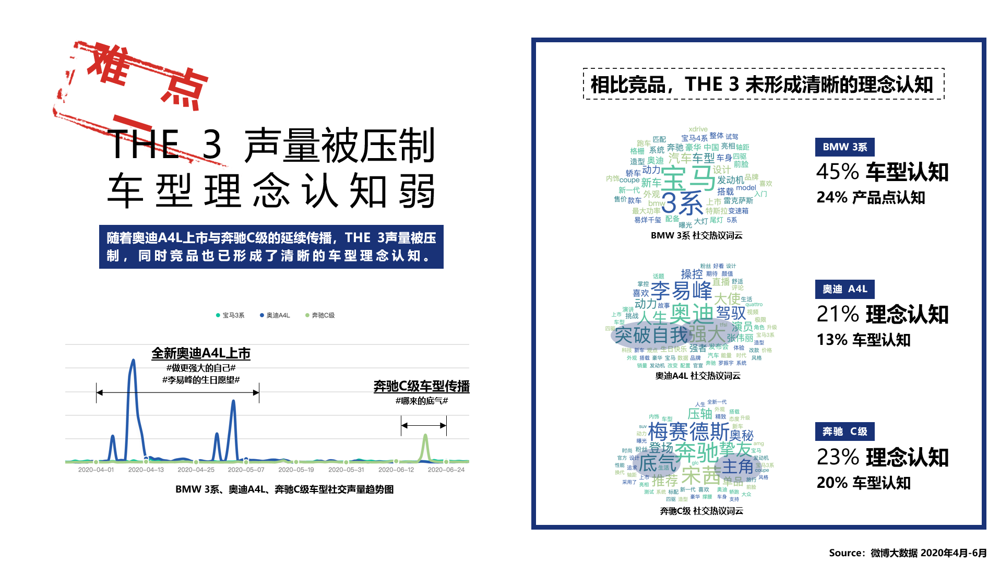 难点一
THE 3 声量被压制
车型理念认知弱
随着奥迪A4L上市与奔驰C级的延续传播，THE 3声量被压
制，同时竞品也已形成了清晰的车型理念认知。
宝马3系 奥迪A4L 奔驰C级
全新奥迪A4L上市
#做更强大的自己#
#李易峰的生日愿望#
奔驰C级车型传播
#哪来的底气#
2020-04-01 2020-04-13 2020-04-25 2020-05-07 2020-05-19 2020-05-31 2020-06-12 2020-06-24
BMW 3系、奥迪A4L、奔驰C级车型社交声量趋势图
相比竞品，THE 3 未形成清晰的理念认知
xdrive
宝马4系 整体 试驾
跑车 匹配
格栅 系统 奔驰 豪华 中国 亮相 轴距
造型 奥迪 汽车 车型 车身 四驱
前脸
轿车 动力 宝马 设计
内饰 coupe 新车 发动机 品牌
喜欢
新一代 外观 搭载 model 入门
售价 款车 bmw 3系 上市 雷克萨斯
最大功率 特斯拉 变速箱
易烊千玺 配备 大灯 尾灯 5系
曝光
BMW 3系 社交热议词云
BMW 3系
45% 车型认知
24% 产品点认知
粉丝 好看 设计
话题 操控 期待 颜值
掌控 李易峰 直播 舒适
评论
喜欢 大使 生活
动力 故事 quattro
演讲 奥迪 驾驭 视频
上市 挑战 人生 极限
车型 tfsi 演员 角色 升级
四驱 突破自我 强大 张伟丽 宝马3系
造型
科技 新车 观点 生日快乐 强者 发布会 体验 改款 价格
外观 搭载 豪华 宝马 数据 品牌 汽车 能量 时代 风格
销量 发动机 改变 配置 官宣 奔驰 罗振宇 系统
奥迪A4L 社交热议词云
奥迪 A4L
21% 理念认知
13% 车型认知
人生 全新一代
压轴 外观 搭载
内饰 车型 精致 态度 升级
suv 梅赛德斯 新车
动力 奥秘
曝光
时尚 粉丝 登场 奔驰 挚友 amg
宝马
官方 设计 发动机
性能 追求 底气 生活 glc 主角 宝马3系
coupe
换代 轴距 宋茜
采用了 上市 推荐 单品 旅行 风格
亮相 前脸
测试 系统 标配 新一代 喜欢 奥迪 轿跑 大众
四驱 造型 豪华 撑腰 车身 支持
奔驰C级 社交热议词云
奔驰 C级
23% 理念认知
20% 车型认知
Source：微博大数据 2020年4月-6月